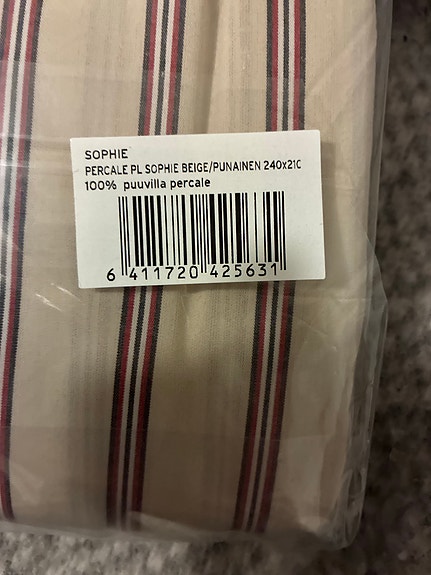 SOPHIE
PERCALE PL SOPHIE BEIGE/PUNAINEN 240x210
100% puuvilla percale
6 411720 425631